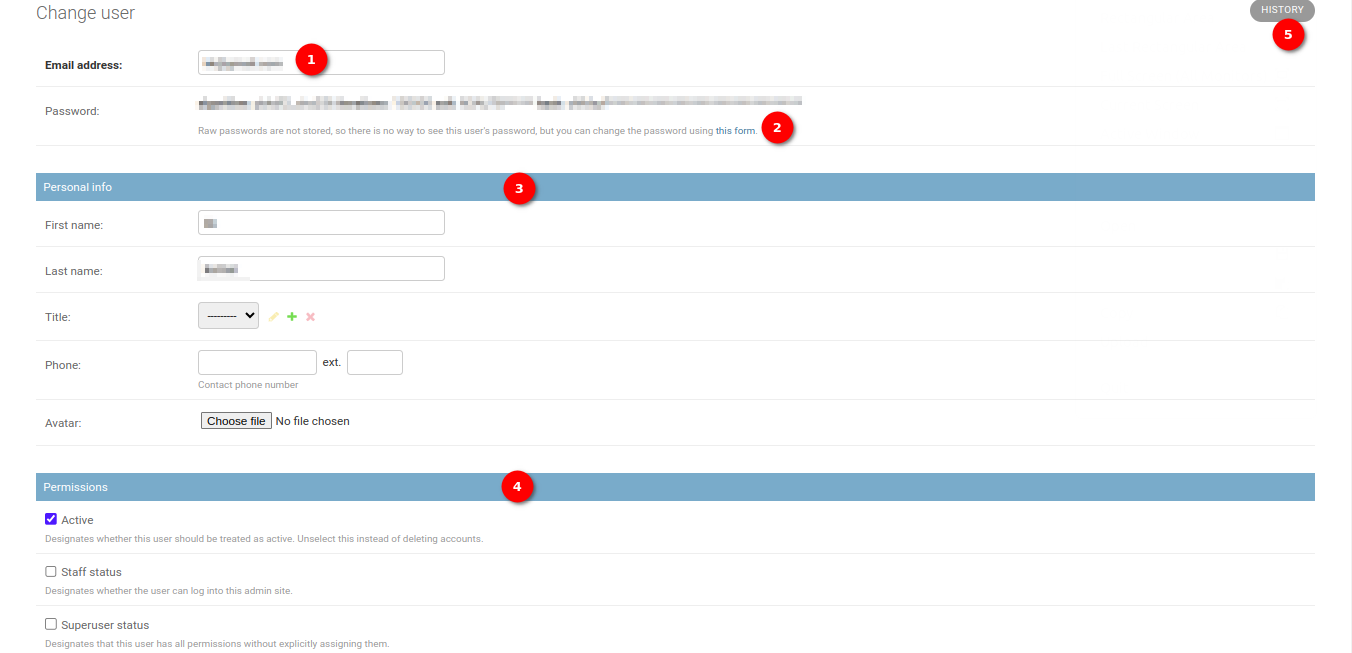 Change user
HISTORY
5
Email address:
1
Password:
Raw passwords are not stored, so there is no way to see this user's password, but you can change the password using this form.
2
Personal info
3
First name:
Last name:
Title:
---------
Phone:
ext.
Contact phone number
Avatar:
Choose file No file chosen
Permissions
4
Active
Designates whether this user should be treated as active. Unselect this instead of deleting accounts.
Staff status
Designates whether the user can log into this admin site.
Superuser status
Designates that this user has all permissions without explicitly assigning them.